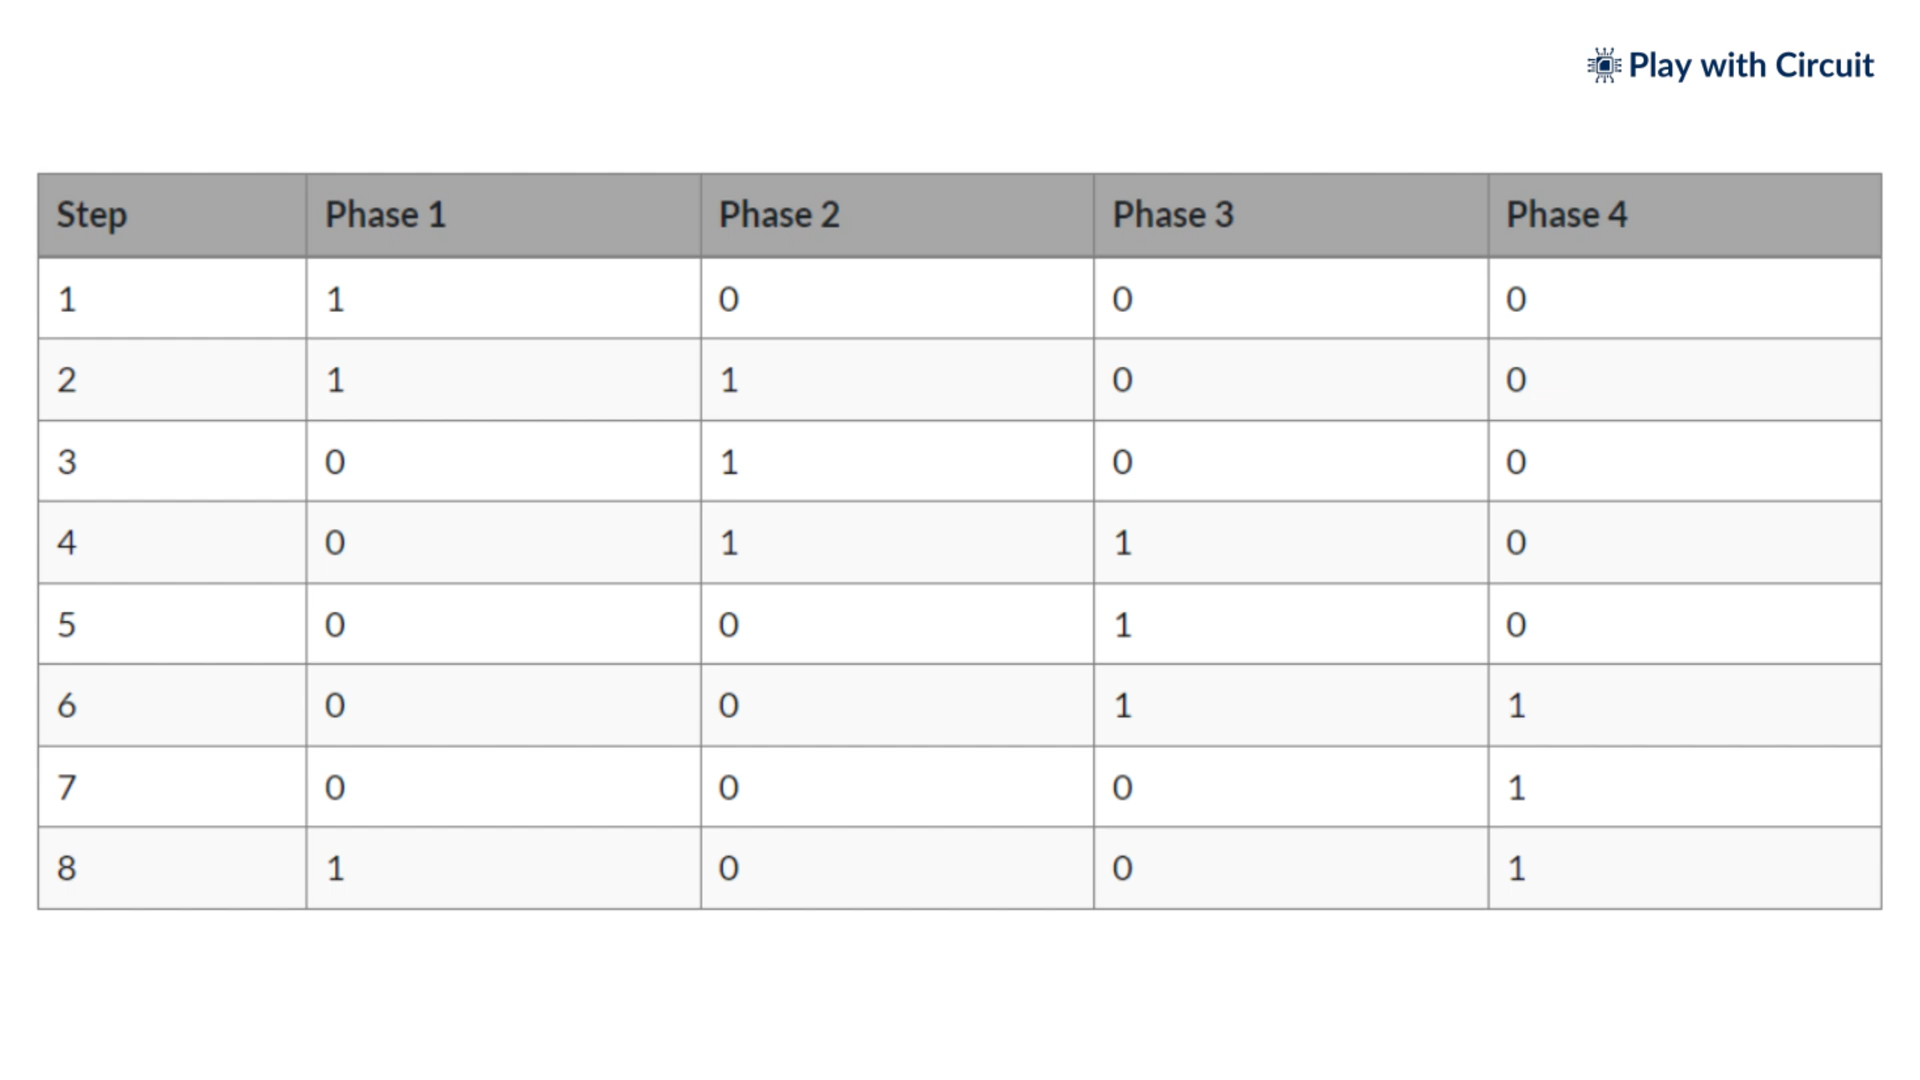 Play with Circuit
Step Phase 1 Phase 2 Phase 3 Phase 4
1 1 0 0 0
2 1 1 0 0
3 0 1 0 0
4 0 1 1 0
5 0 0 1 0
6 0 0 1 1
7 0 0 0 1
8 1 0 0 1